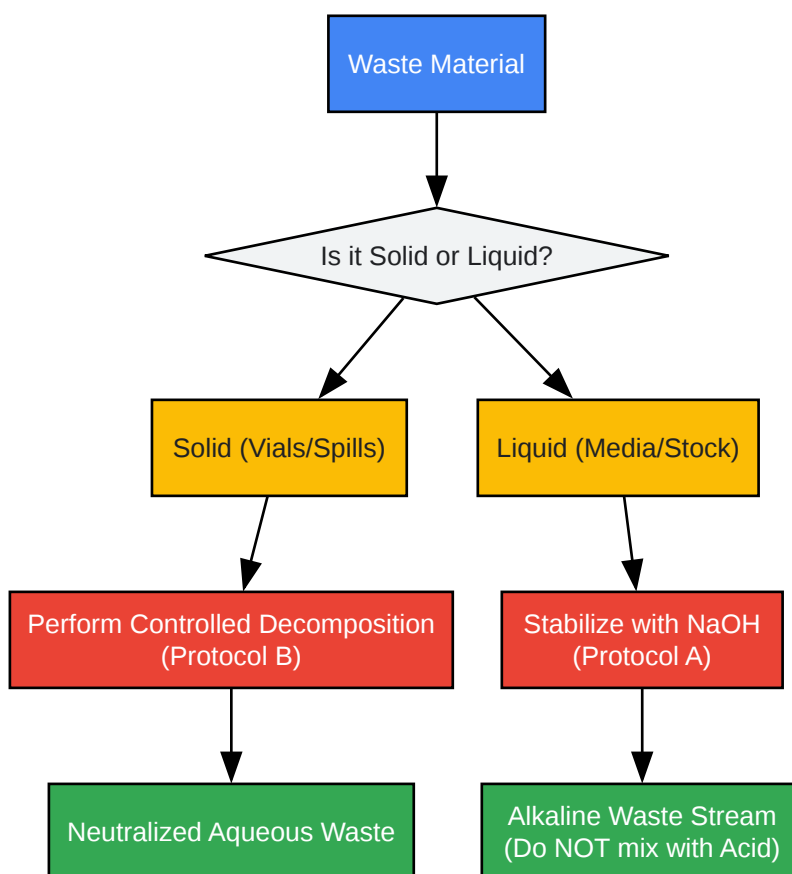 Waste Material
Is it Solid or Liquid?
Solid (Vials/Spills)
Liquid (Media/Stock)
Perform Controlled Decomposition
(Protocol B)
Stabilize with NaOH
(Protocol A)
Neutralized Aqueous Waste
Alkaline Waste Stream
(Do NOT mix with Acid)